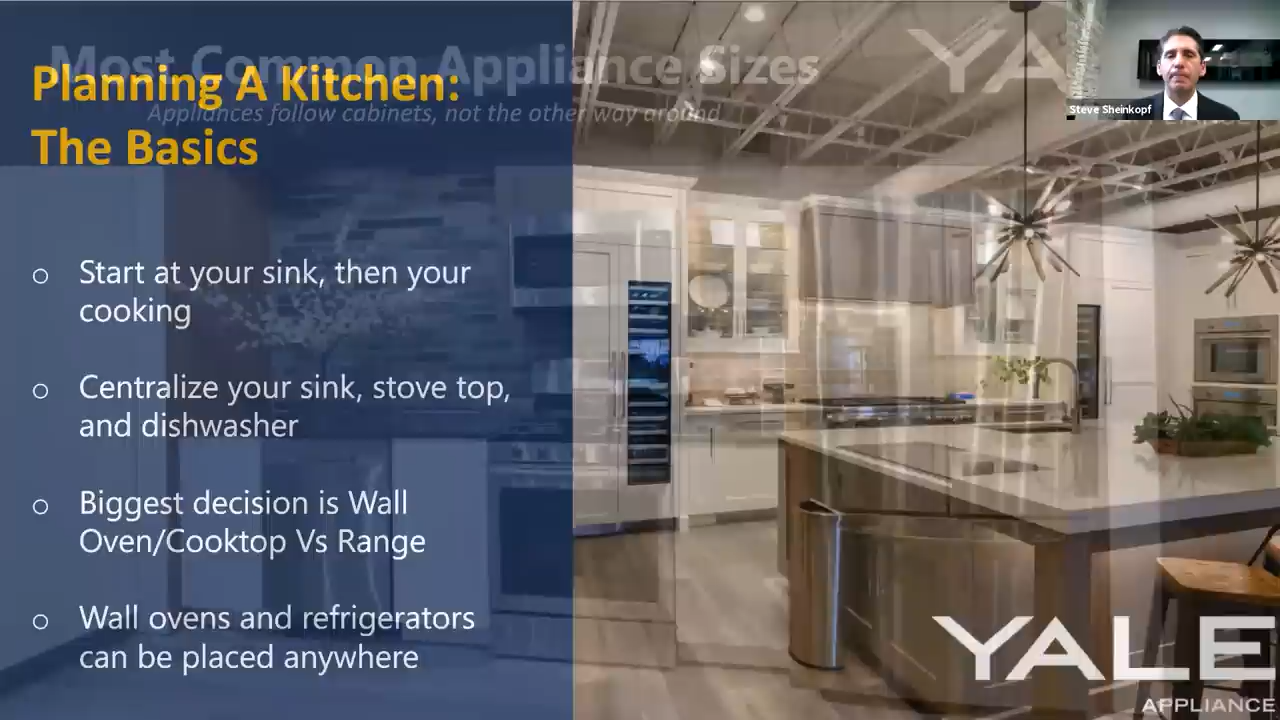 Most Common Appliance Sizes
Appliances follow cabinets, not the other way around
Planning A Kitchen:
The Basics
YA
Steve Sheinkopf
o Start at your sink, then your
cooking
o Centralize your sink, stove top,
and dishwasher
o Biggest decision is Wall
Oven/Cooktop Vs Range
o Wall ovens and refrigerators
can be placed anywhere
YALE
APPLIANCE